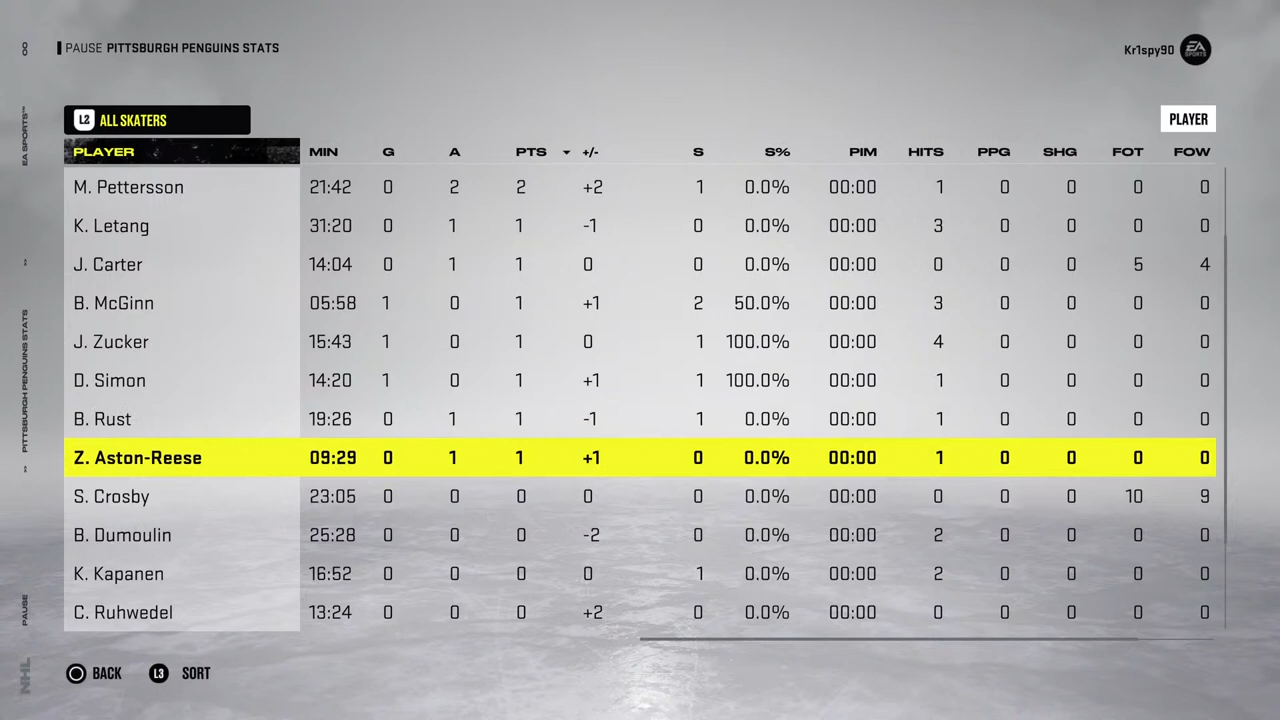 PAUSE PITTSBURGH PENGUINS STATS
Kr1spy90 EA SPORTS
L2 ALL SKATERS
PLAYER
PLAYER MIN G A PTS +/- S S% PIM HITS PPG SHG FOT FOW
M. Pettersson 21:42 0 2 2 +2 1 0.0% 00:00 1 0 0 0 0
K. Letang 31:20 0 1 1 -1 0 0.0% 00:00 3 0 0 0 0
J. Carter 14:04 0 1 1 0 0 0.0% 00:00 0 0 0 5 4
B. McGinn 05:58 1 0 1 +1 2 50.0% 00:00 3 0 0 0 0
J. Zucker 15:43 1 0 1 0 1 100.0% 00:00 4 0 0 0 0
D. Simon 14:20 1 0 1 +1 1 100.0% 00:00 1 0 0 0 0
B. Rust 19:26 0 1 1 -1 1 0.0% 00:00 1 0 0 0 0
Z. Aston-Reese 09:29 0 1 1 +1 0 0.0% 00:00 1 0 0 0 0
S. Crosby 23:05 0 0 0 0 0 0.0% 00:00 0 0 0 10 9
B. Dumoulin 25:28 0 0 0 -2 0 0.0% 00:00 2 0 0 0 0
K. Kapanen 16:52 0 0 0 0 1 0.0% 00:00 2 0 0 0 0
C. Ruhwedel 13:24 0 0 0 +2 0 0.0% 00:00 0 0 0 0 0
BACK L3 SORT
NHL PAUSE >> PITTSBURGH PENGUINS STATS >> EA SPORTS™